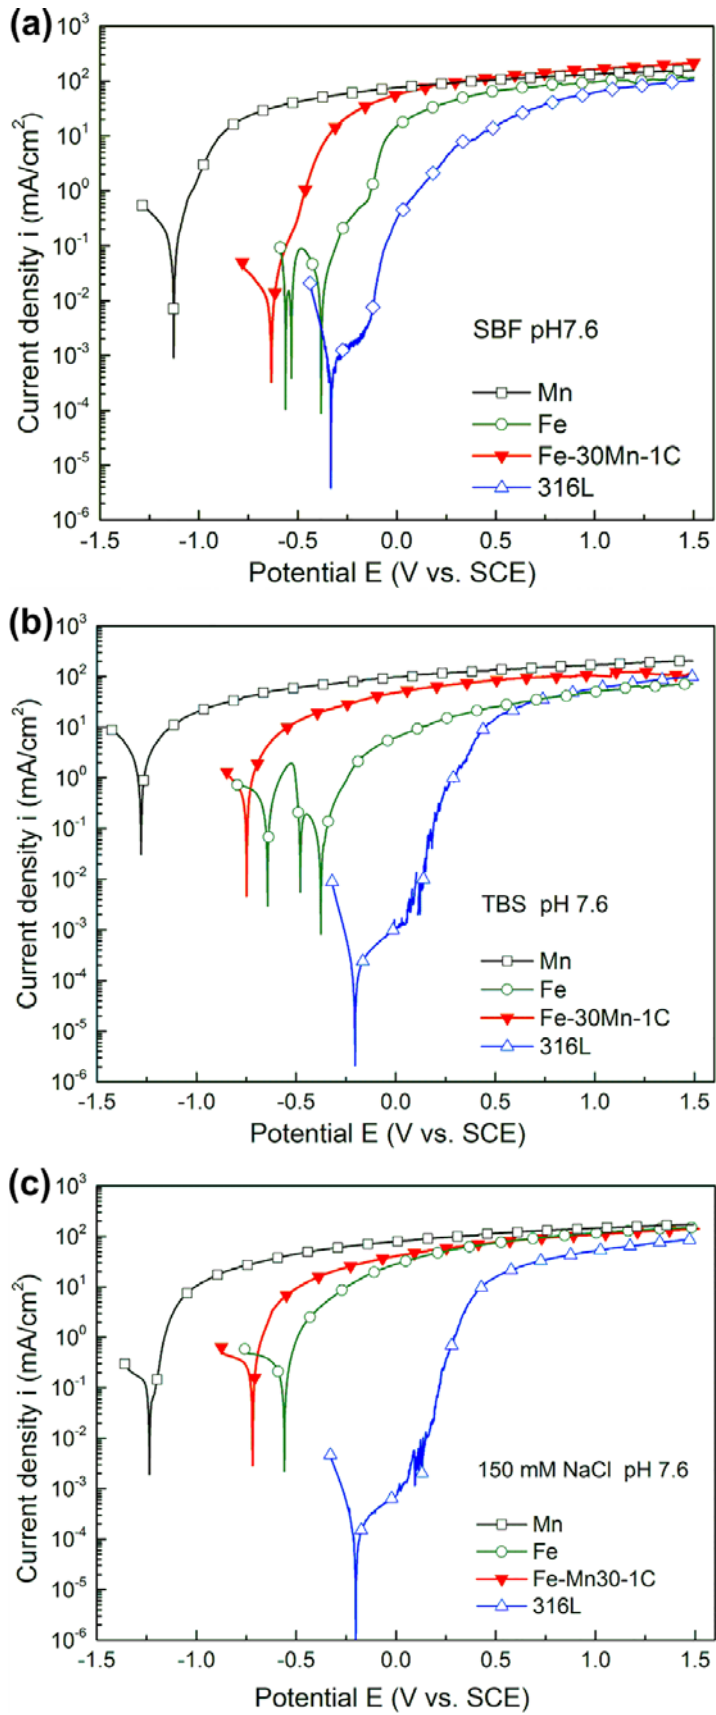 (a)
10³
10²
10¹
10⁰
10⁻¹
10⁻²
10⁻³
10⁻⁴
10⁻⁵
10⁻⁶
Current density i (mA/cm²)
SBF pH7.6
Mn
Fe
Fe-30Mn-1C
316L
-1.5 -1.0 -0.5 0.0 0.5 1.0 1.5
Potential E (V vs. SCE)
(b)
10³
10²
10¹
10⁰
10⁻¹
10⁻²
10⁻³
10⁻⁴
10⁻⁵
10⁻⁶
Current density i (mA/cm²)
TBS pH 7.6
Mn
Fe
Fe-30Mn-1C
316L
-1.5 -1.0 -0.5 0.0 0.5 1.0 1.5
Potential E (V vs. SCE)
(c)
10³
10²
10¹
10⁰
10⁻¹
10⁻²
10⁻³
10⁻⁴
10⁻⁵
10⁻⁶
Current density i (mA/cm²)
150 mM NaCl pH 7.6
Mn
Fe
Fe-Mn30-1C
316L
-1.5 -1.0 -0.5 0.0 0.5 1.0 1.5
Potential E (V vs. SCE)